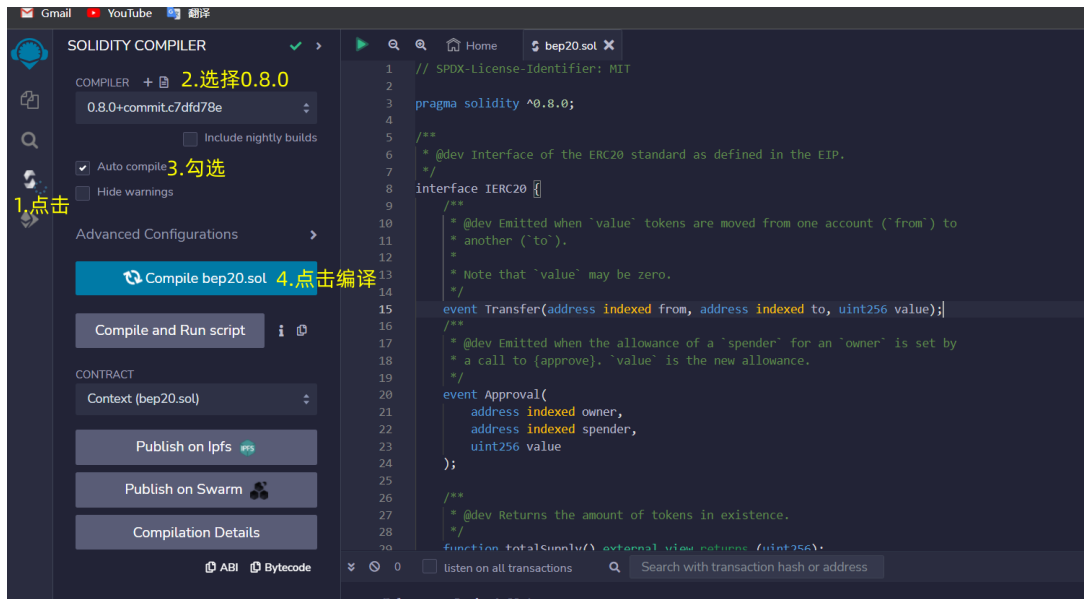 Gmail YouTube 翻译
SOLIDITY COMPILER
COMPILER 2.选择0.8.0
0.8.0+commit.c7dfd78e
Include nightly builds
Auto compile 3.勾选
Hide warnings
1.点击
Advanced Configurations
Compile bep20.sol 4.点击编译
Compile and Run script
CONTRACT
Context (bep20.sol)
Publish on Ipfs IPFS
Publish on Swarm
Compilation Details
ABI Bytecode
Home bep20.sol
1 // SPDX-License-Identifier: MIT
2
3 pragma solidity ^0.8.0;
4
5 /**
6 * @dev Interface of the ERC20 standard as defined in the EIP.
7 */
8 interface IERC20 {
9 /**
10 * @dev Emitted when `value` tokens are moved from one account (`from`) to
11 * another (`to`).
12 *
13 * Note that `value` may be zero.
14 */
15 event Transfer(address indexed from, address indexed to, uint256 value);
16 /**
17 * @dev Emitted when the allowance of a `spender` for an `owner` is set by
18 * a call to {approve}. `value` is the new allowance.
19 */
20 event Approval(
21 address indexed owner,
22 address indexed spender,
23 uint256 value
24 );
25
26 /**
27 * @dev Returns the amount of tokens in existence.
28 */
29 function totalSupply() external view returns (uint256);
0 listen on all transactions Search with transaction hash or address